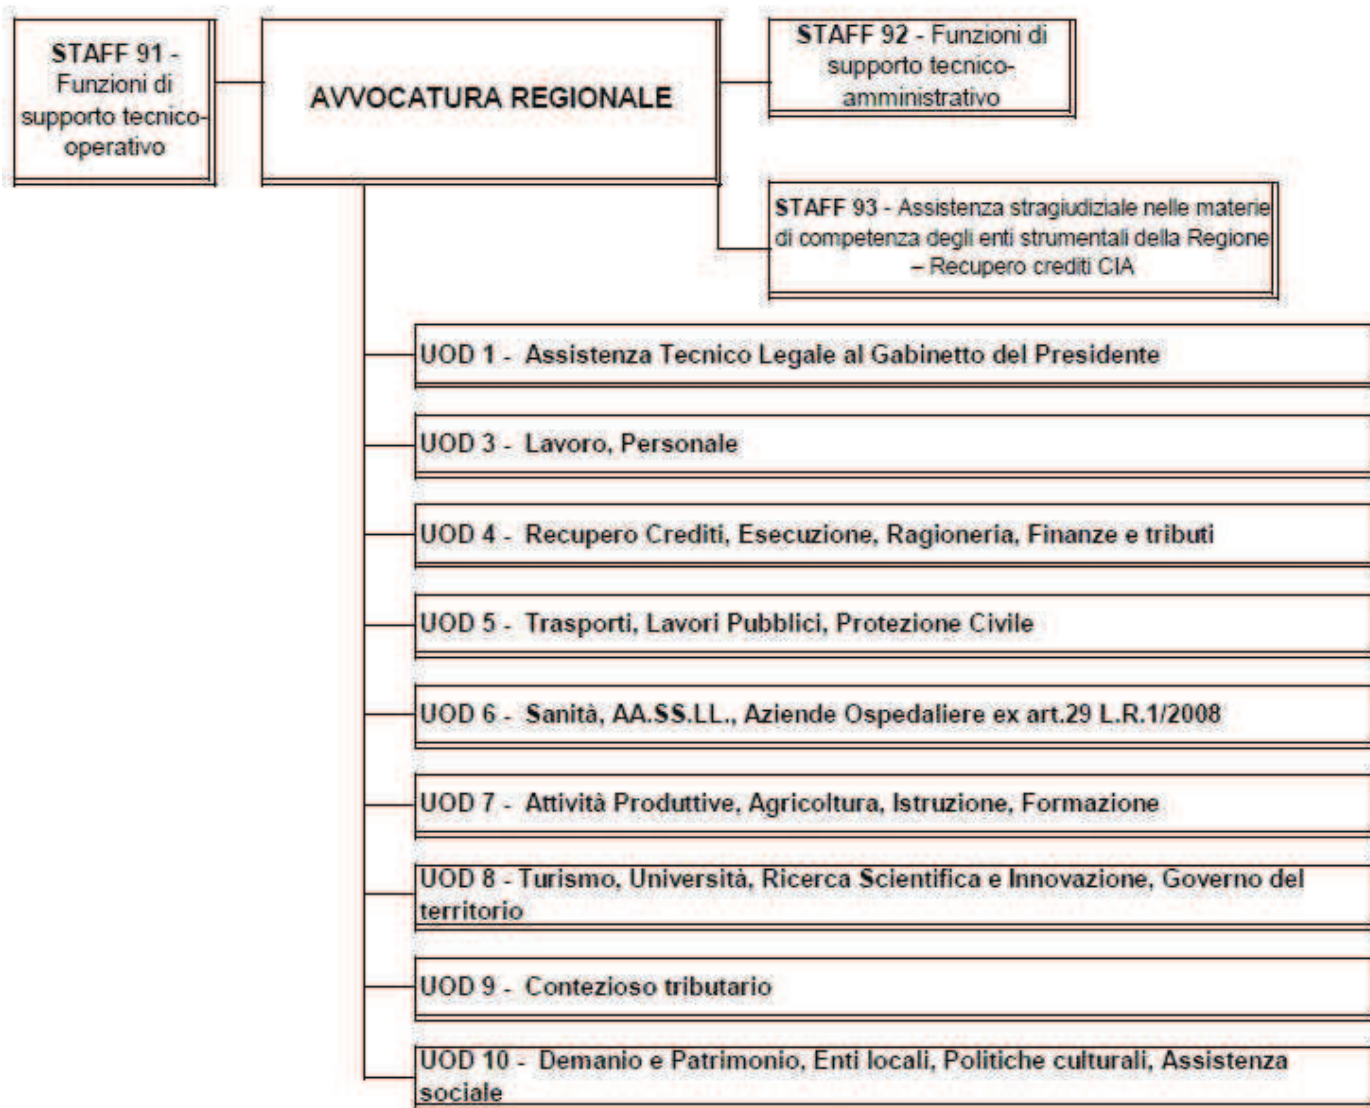 STAFF 91 -
Funzioni di
supporto tecnico-
operativo
AVVOCATURA REGIONALE
STAFF 92 - Funzioni di
supporto tecnico-
amministrativo
STAFF 93 - Assistenza stragiudiziale nelle materie
di competenza degli enti strumentali della Regione
– Recupero crediti CIA
UOD 1 - Assistenza Tecnico Legale al Gabinetto del Presidente
UOD 3 - Lavoro, Personale
UOD 4 - Recupero Crediti, Esecuzione, Ragioneria, Finanze e tributi
UOD 5 - Trasporti, Lavori Pubblici, Protezione Civile
UOD 6 - Sanità, AA.SS.LL., Aziende Ospedaliere ex art.29 L.R.1/2008
UOD 7 - Attività Produttive, Agricoltura, Istruzione, Formazione
UOD 8 - Turismo, Università, Ricerca Scientifica e Innovazione, Governo del
territorio
UOD 9 - Contezioso tributario
UOD 10 - Demanio e Patrimonio, Enti locali, Politiche culturali, Assistenza
sociale